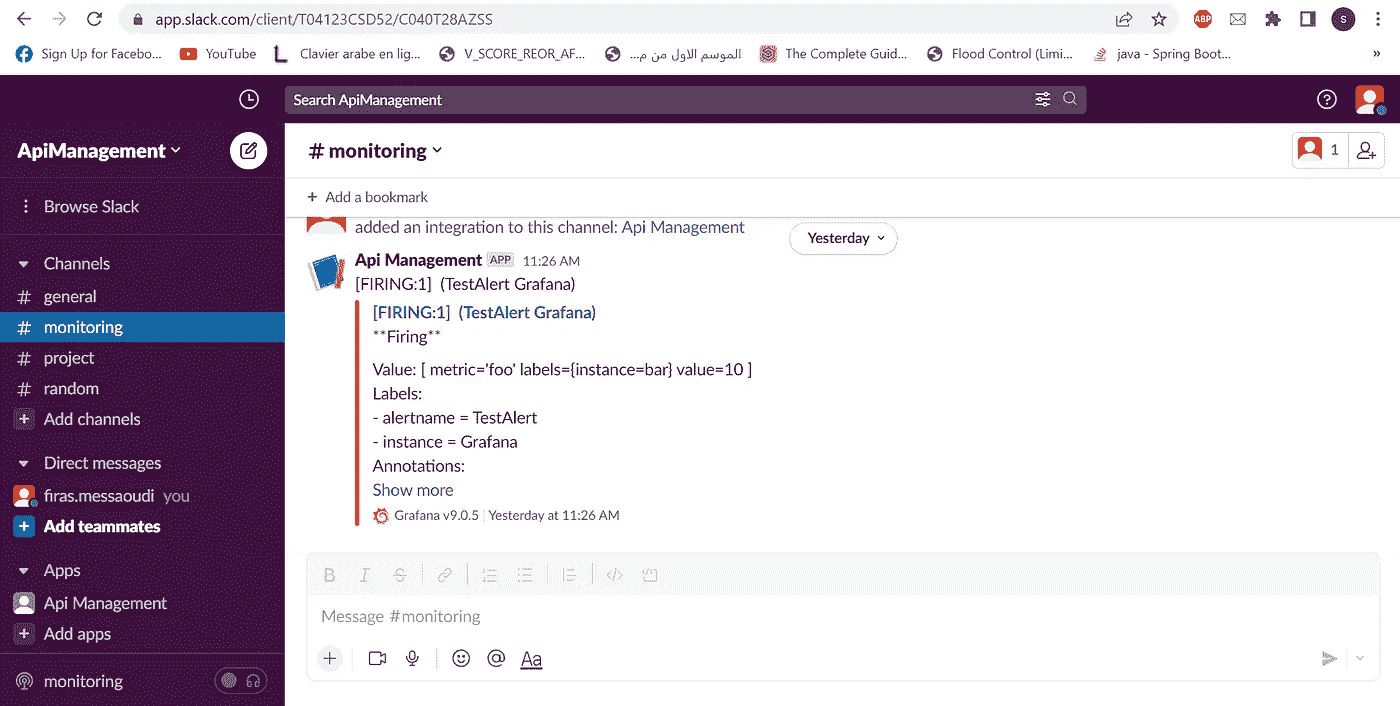 app.slack.com/client/T04123CSD52/C040T28AZSS
ABP
S
Sign Up for Facebo...
YouTube
Clavier arabe en lig...
V_SCORE_REOR_AF...
الموسم الاول من م...
The Complete Guid...
Flood Control (Limi...
java - Spring Boot...
»
Search ApiManagement
ApiManagement
# monitoring
1
Browse Slack
+ Add a bookmark
Channels
# general
# monitoring
# project
# random
+ Add channels
Direct messages
firas.messaoudi you
+ Add teammates
Apps
Api Management
+ Add apps
monitoring
added an integration to this channel: Api Management
Yesterday
Api Management APP 11:26 AM
[FIRING:1] (TestAlert Grafana)
[FIRING:1] (TestAlert Grafana)
**Firing**
Value: [ metric='foo' labels={instance=bar} value=10 ]
Labels:
- alertname = TestAlert
- instance = Grafana
Annotations:
Show more
Grafana v9.0.5 | Yesterday at 11:26 AM
B I S
Message #monitoring
+ @ Aa